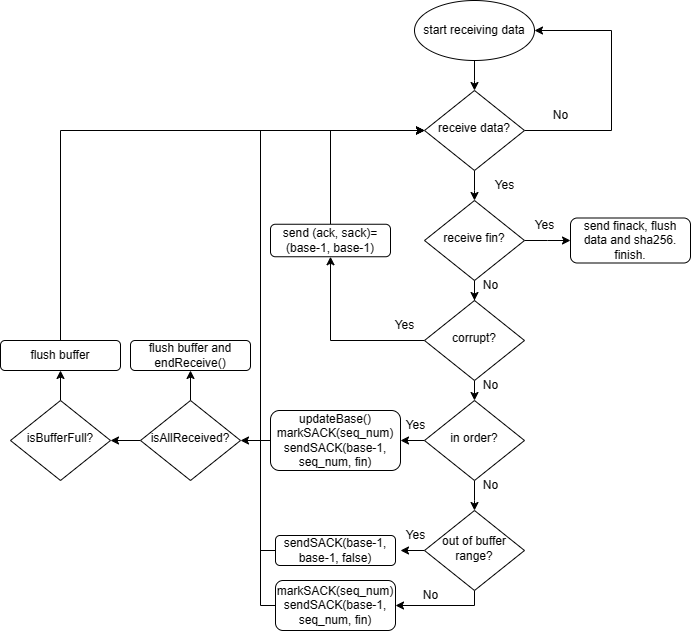 start receiving data
receive data?
No
Yes
receive fin?
Yes
send finack, flush
data and sha256.
finish.
send (ack, sack)=
(base-1, base-1)
No
corrupt?
Yes
No
flush buffer
flush buffer and
endReceive()
isBufferFull?
isAllReceived?
updateBase()
markSACK(seq_num)
sendSACK(base-1,
seq_num, fin)
Yes
in order?
No
sendSACK(base-1,
base-1, false)
Yes
out of buffer
range?
markSACK(seq_num)
sendSACK(base-1,
seq_num, fin)
No